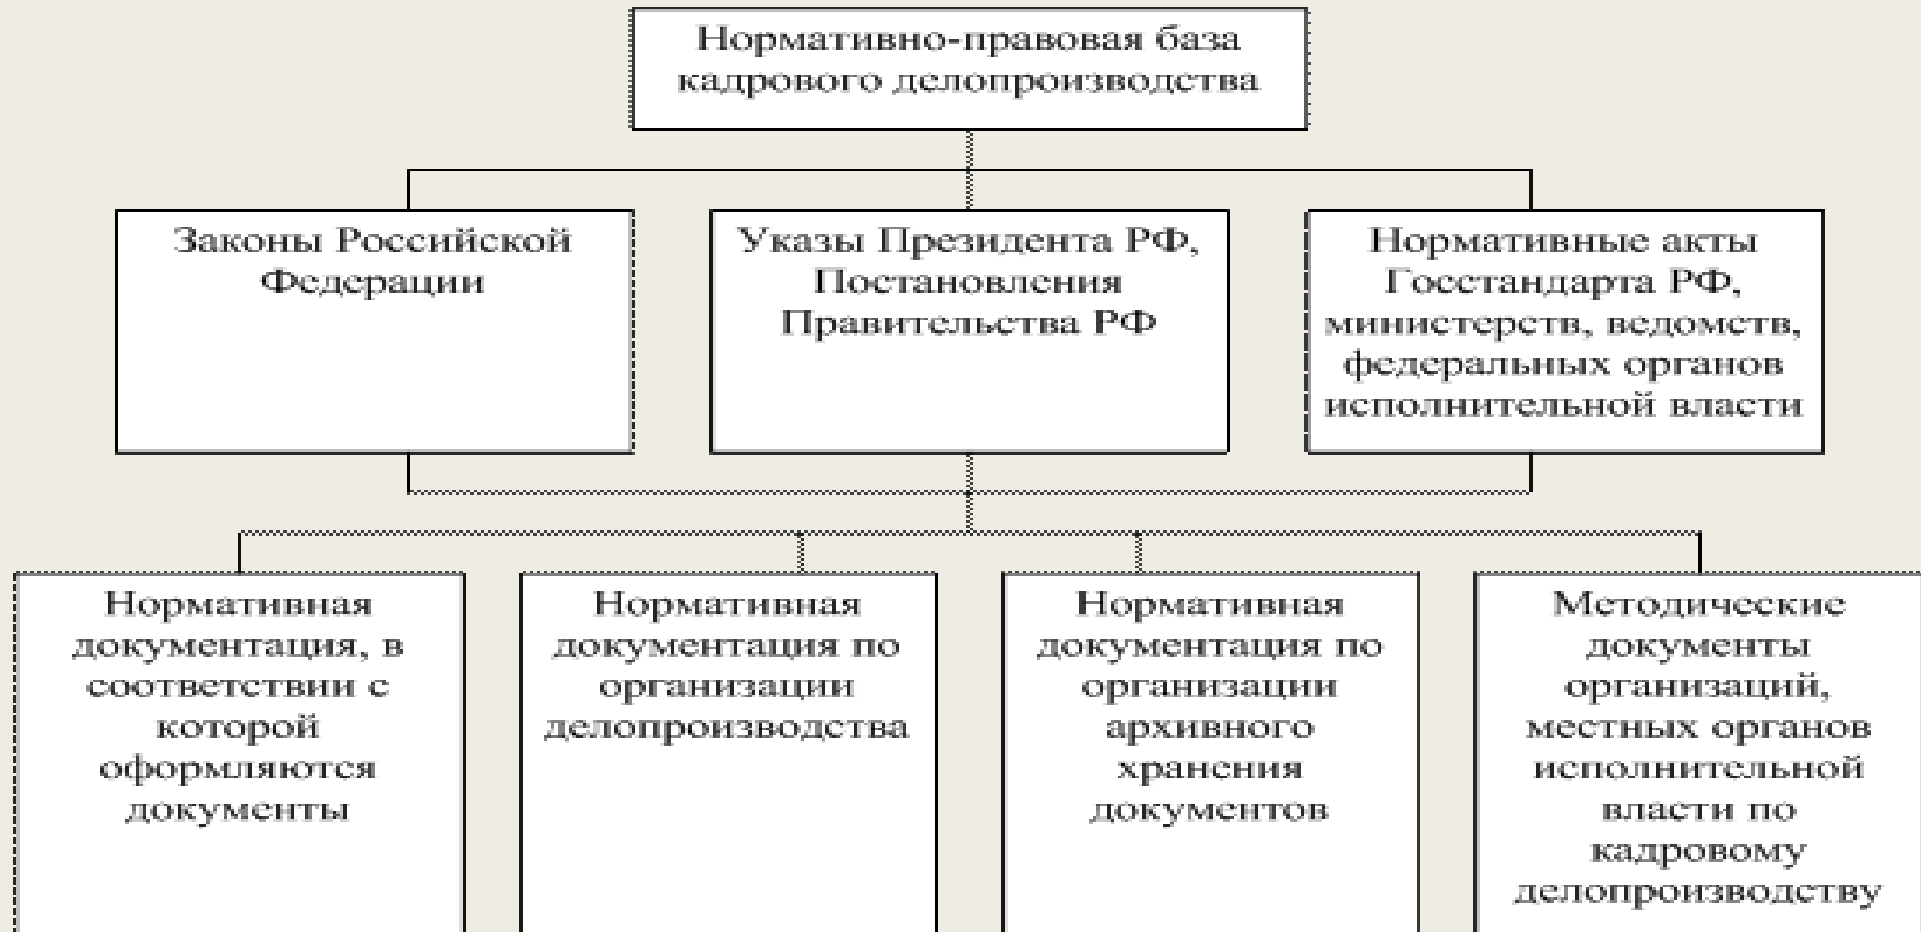 Нормативно-правовая база
кадрового делопроизводства
Законы Российской
Федерации
Указы Президента РФ,
Постановления
Правительства РФ
Нормативные акты
Госстандарта РФ,
министерств, ведомств,
федеральных органов
исполнительной власти
Нормативная
документация, в
соответствии с
которой
оформляются
документы
Нормативная
документация по
организации
делопроизводства
Нормативная
документация по
организации
архивного
хранения
документов
Методические
документы
организаций,
местных органов
исполнительной
власти по
кадровому
делопроизводству